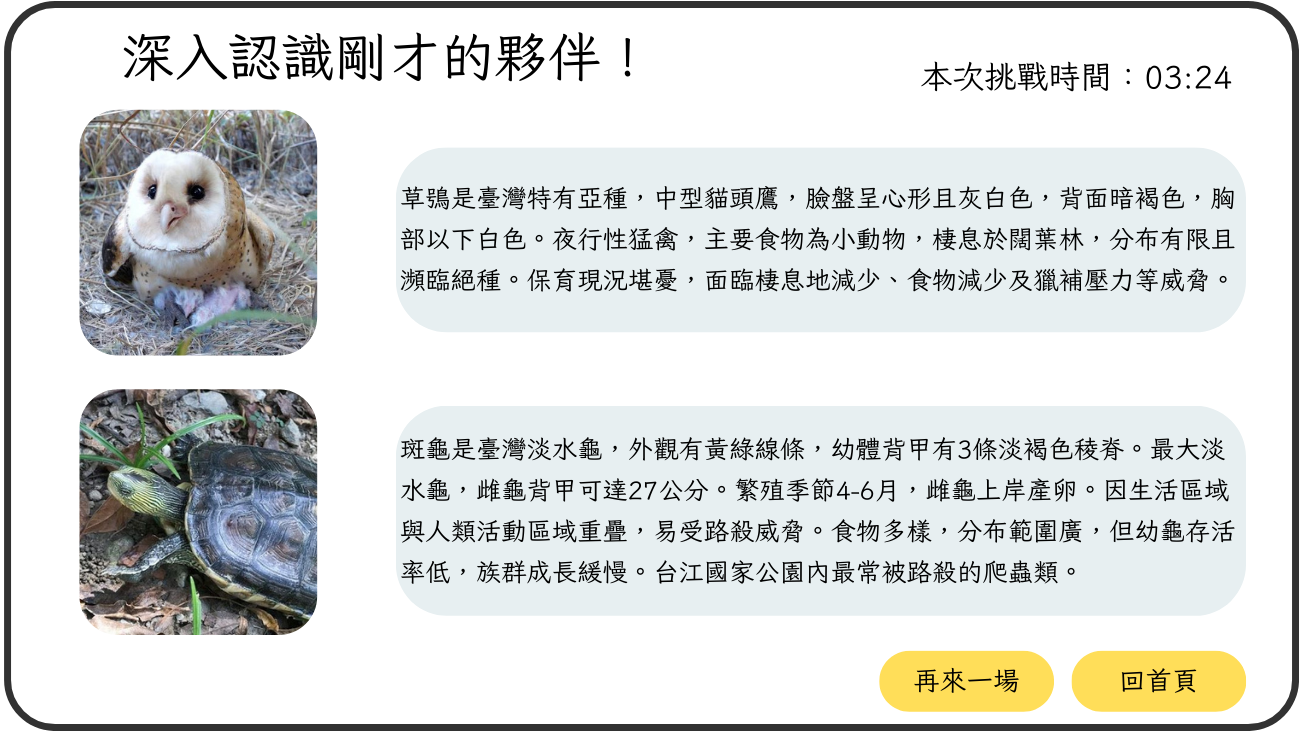 深入認識剛才的夥伴！
本次挑戰時間：03:24
草鴞是臺灣特有亞種，中型貓頭鷹，臉盤呈心形且灰白色，背面暗褐色，胸
部以下白色。夜行性猛禽，主要食物為小動物，棲息於闊葉林，分布有限且
瀕臨絕種。保育現況堪憂，面臨棲息地減少、食物減少及獵補壓力等威脅。
斑龜是臺灣淡水龜，外觀有黃綠線條，幼體背甲有3條淡褐色稜脊。最大淡
水龜，雌龜背甲可達27公分。繁殖季節4-6月，雌龜上岸產卵。因生活區域
與人類活動區域重疊，易受路殺威脅。食物多樣，分布範圍廣，但幼龜存活
率低，族群成長緩慢。台江國家公園內最常被路殺的爬蟲類。
再來一場
回首頁